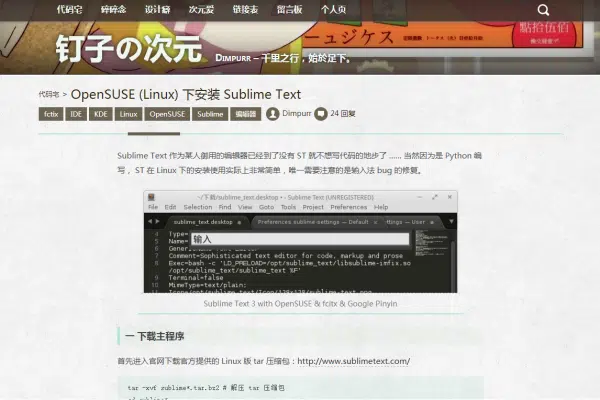 代码宅 碎碎念 设计癖 次元爱 链接表 留言板 个人页
ーュジケス
點拾伍佰
钉子の次元 Dimpurr – 千里之行，始於足下。
代码宅 > OpenSUSE (Linux) 下安装 Sublime Text
fctix IDE KDE Linux OpenSUSE Sublime 编辑器 Dimpurr 24 回复
Sublime Text 作为某人御用的编辑器已经到了没有 ST 就不想写代码的地步了 …… 当然因为是 Python 编
写，ST 在 Linux 下的安装使用实际上非常简单，唯一需要注意的是输入法 bug 的修复。
~/下载/sublime_text.desktop • - Sublime Text (UNREGISTERED)
File Edit Selection Find View Goto Tools Project Preferences Help
sublime_text.desktop Preferences.sublime-settings — Default ttings — User
4 Type=
5 Name=
6 Generi
输入
7 Comment=Sophisticated text editor for code, markup and prose
8 Exec=bash -c 'LD_PRELOAD=/opt/sublime_text/libsublime-imfix.so
/opt/sublime_text/sublime_text %F'
9 Terminal=false
10 MimeType=text/plain;
Sublime Text 3 with OpenSUSE & fcitx & Google Pinyin
一 下载主程序
首先进入官网下载官方提供的 Linux 版 tar 压缩包：http://www.sublimetext.com/
tar -xvf sublime*.tar.bz2 # 解压 tar 压缩包